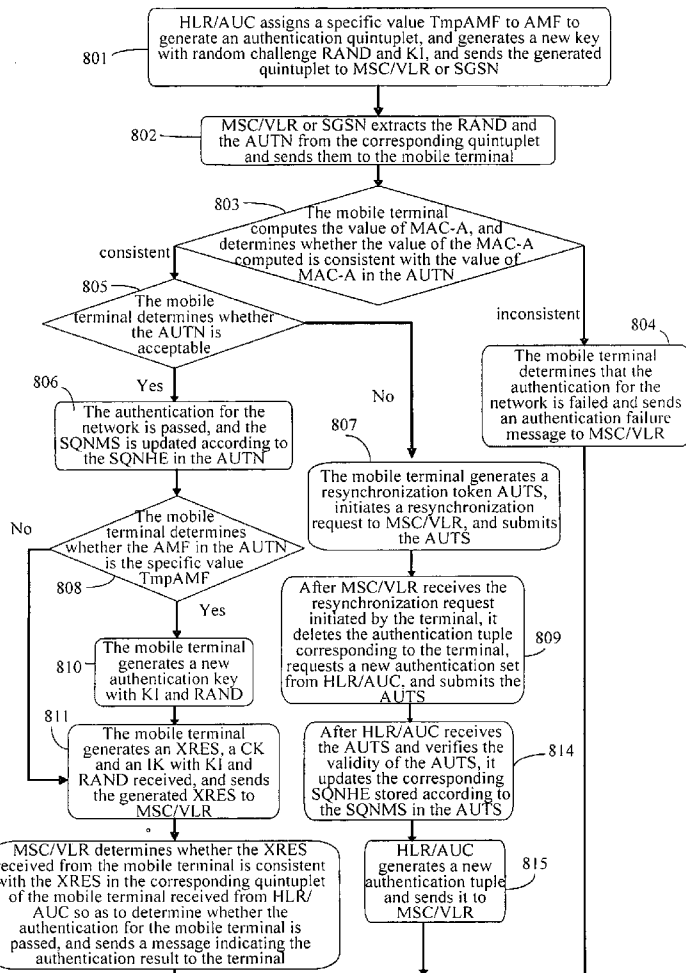 HLR/AUC assigns a specific value TmpAMF to AMF to
generate an authentication quintuplet, and generates a new key
with random challenge RAND and KI, and sends the generated
quintuplet to MSC/VLR or SGSN
801
MSC/VLR or SGSN extracts the RAND and
the AUTN from the corresponding quintuplet
and sends them to the mobile terminal
802
803
The mobile terminal
computes the value of MAC-A, and
determines whether the value of the MAC-A
computed is consistent with the value of
MAC-A in the AUTN
consistent
inconsistent
805
The mobile
terminal determines whether
the AUTN is
acceptable
Yes
No
804
The mobile terminal
determines that the
authentication for the
network is failed and sends
an authentication failure
message to MSC/VLR
806
The authentication for the
network is passed, and the
SQNMS is updated according to
the SQNHE in the AUTN
807
The mobile terminal generates a
resynchronization token AUTS,
initiates a resynchronization
request to MSC/VLR, and submits
the AUTS
No
The mobile
terminal determines
whether the AMF in the AUTN
is the specific value
TmpAMF
808
Yes
After MSC/VLR receives the
resynchronization request
initiated by the terminal, it
deletes the authentication tuple
corresponding to the terminal,
requests a new authentication set
from HLR/AUC, and submits the
AUTS
809
810
The mobile terminal
generates a new
authentication key
with KI and RAND
811
The mobile terminal
generates an XRES, a CK
and an IK with KI and
RAND received, and sends
the generated XRES to
MSC/VLR
After HLR/AUC receives
the AUTS and verifies the
validity of the AUTS, it
updates the corresponding
SQNHE stored according to
the SQNMS in the AUTS
814
MSC/VLR determines whether the XRES
received from the mobile terminal is consistent
with the XRES in the corresponding quintuplet
of the mobile terminal received from HLR/
AUC so as to determine whether the
authentication for the mobile terminal is
passed, and sends a message indicating the
authentication result to the terminal
HLR/AUC
generates a new
authentication tuple
and sends it to
MSC/VLR
815